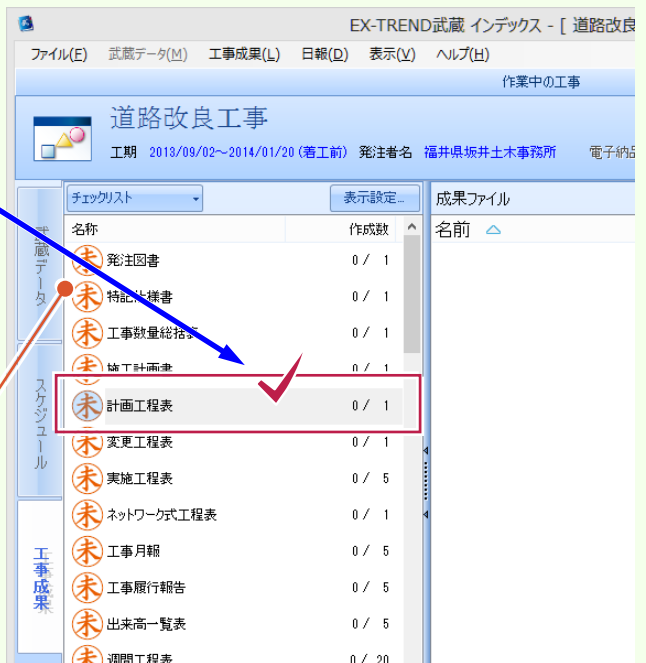 EX-TREND武蔵 インデックス - [ 道路改良
ファイル(F) 武蔵データ(M) 工事成果(L) 日報(D) 表示(V) ヘルプ(H)
作業中の工事
道路改良工事
工期 2013/09/02～2014/01/20 (着工前) 発注者名 福井県坂井土木事務所 電子納品
チェックリスト 表示設定... 成果ファイル
名称 作成数 名前
武蔵データ
スケジュール
工事成果
未 発注図書 0 / 1
未 特記仕様書 0 / 1
未 工事数量総括表 0 / 1
未 施工計画書 0 / 1
未 計画工程表 0 / 1
未 変更工程表 0 / 1
未 実施工程表 0 / 5
未 ネットワーク式工程表 0 / 1
未 工事月報 0 / 5
未 工事履行報告 0 / 5
未 出来高一覧表 0 / 5
未 週間工程表 0 / 20